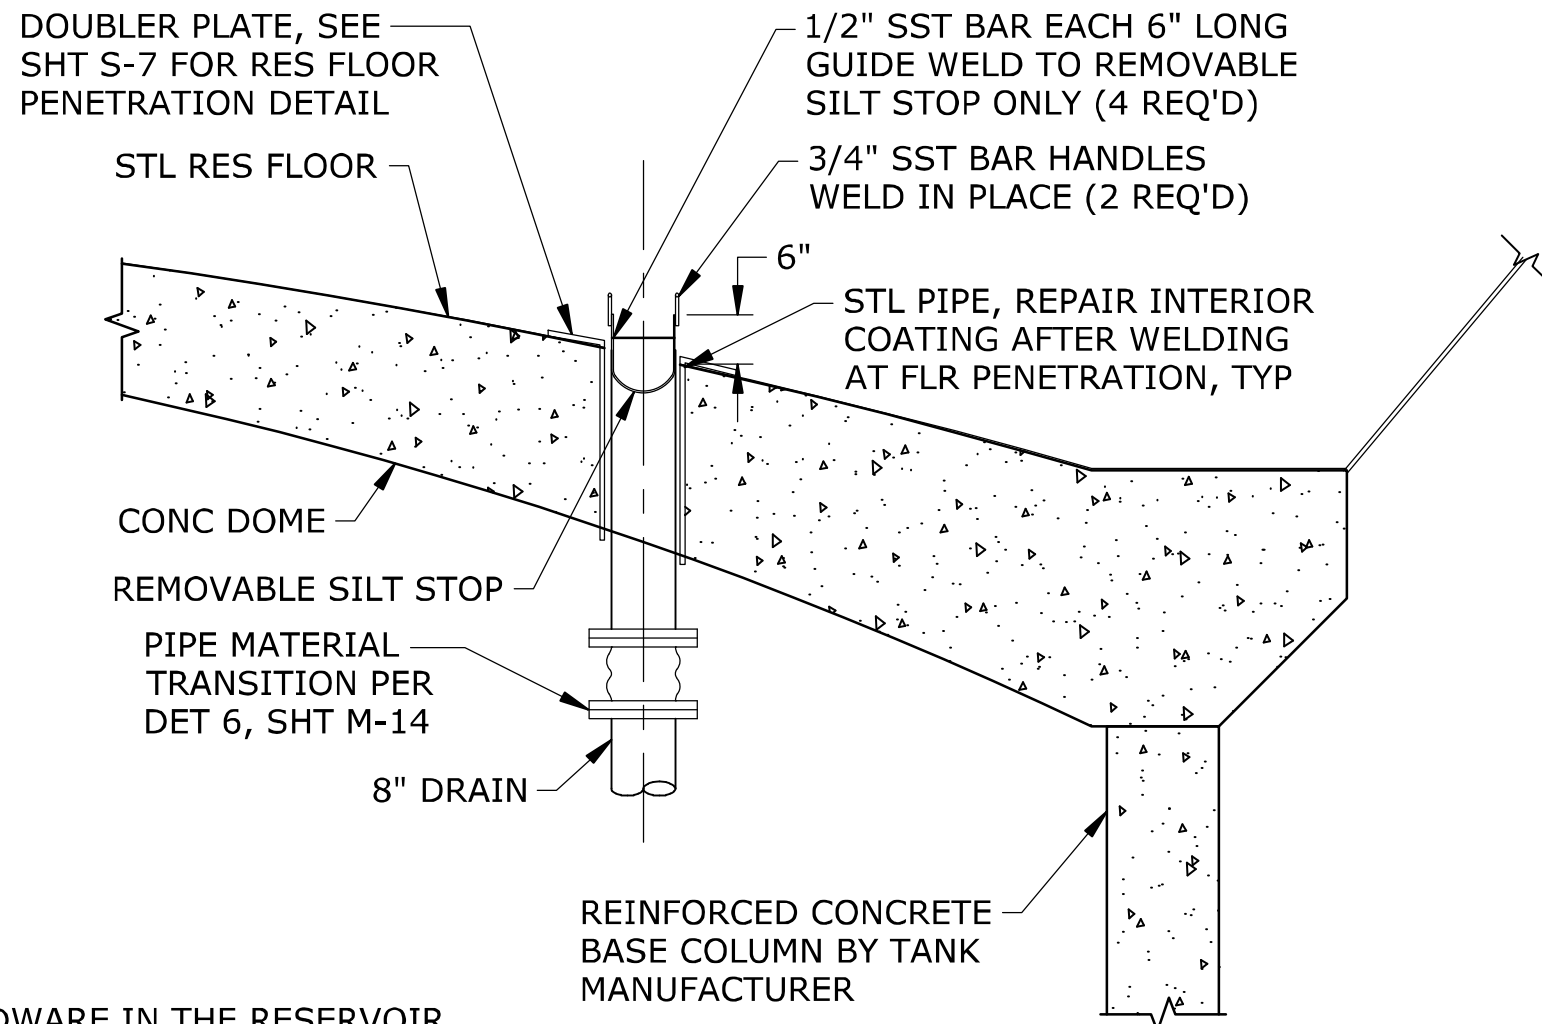 DOUBLER PLATE, SEE
SHT S-7 FOR RES FLOOR
PENETRATION DETAIL
1/2" SST BAR EACH 6" LONG
GUIDE WELD TO REMOVABLE
SILT STOP ONLY (4 REQ'D)
STL RES FLOOR
3/4" SST BAR HANDLES
WELD IN PLACE (2 REQ'D)
6"
STL PIPE, REPAIR INTERIOR
COATING AFTER WELDING
AT FLR PENETRATION, TYP
CONC DOME
REMOVABLE SILT STOP
PIPE MATERIAL
TRANSITION PER
DET 6, SHT M-14
8" DRAIN
REINFORCED CONCRETE
BASE COLUMN BY TANK
MANUFACTURER
IN THE RESERVOIR